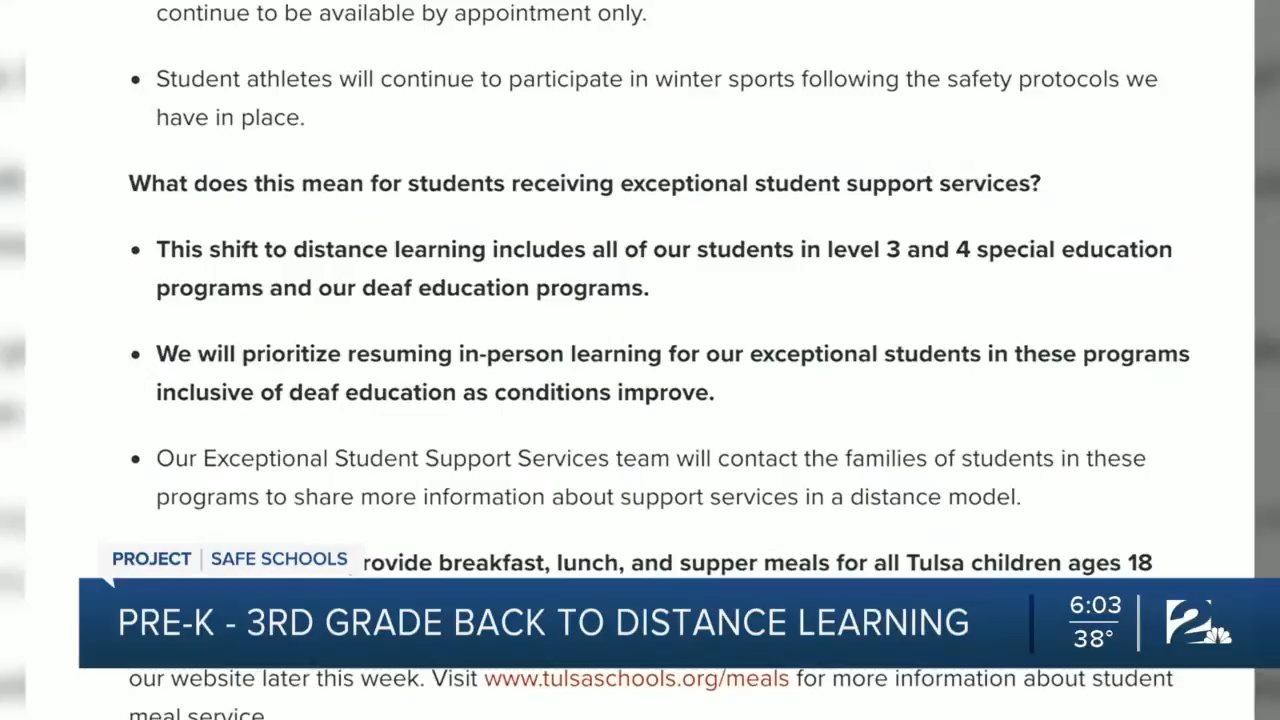 continue to be available by appointment only.
• Student athletes will continue to participate in winter sports following the safety protocols we
have in place.
What does this mean for students receiving exceptional student support services?
• This shift to distance learning includes all of our students in level 3 and 4 special education
programs and our deaf education programs.
• We will prioritize resuming in-person learning for our exceptional students in these programs
inclusive of deaf education as conditions improve.
• Our Exceptional Student Support Services team will contact the families of students in these
programs to share more information about support services in a distance model.
PROJECT | SAFE SCHOOLS
rovide breakfast, lunch, and supper meals for all Tulsa children ages 18
PRE-K - 3RD GRADE BACK TO DISTANCE LEARNING
6:03
38°
2
our website later this week. Visit www.tulsaschools.org/meals for more information about student
meal service